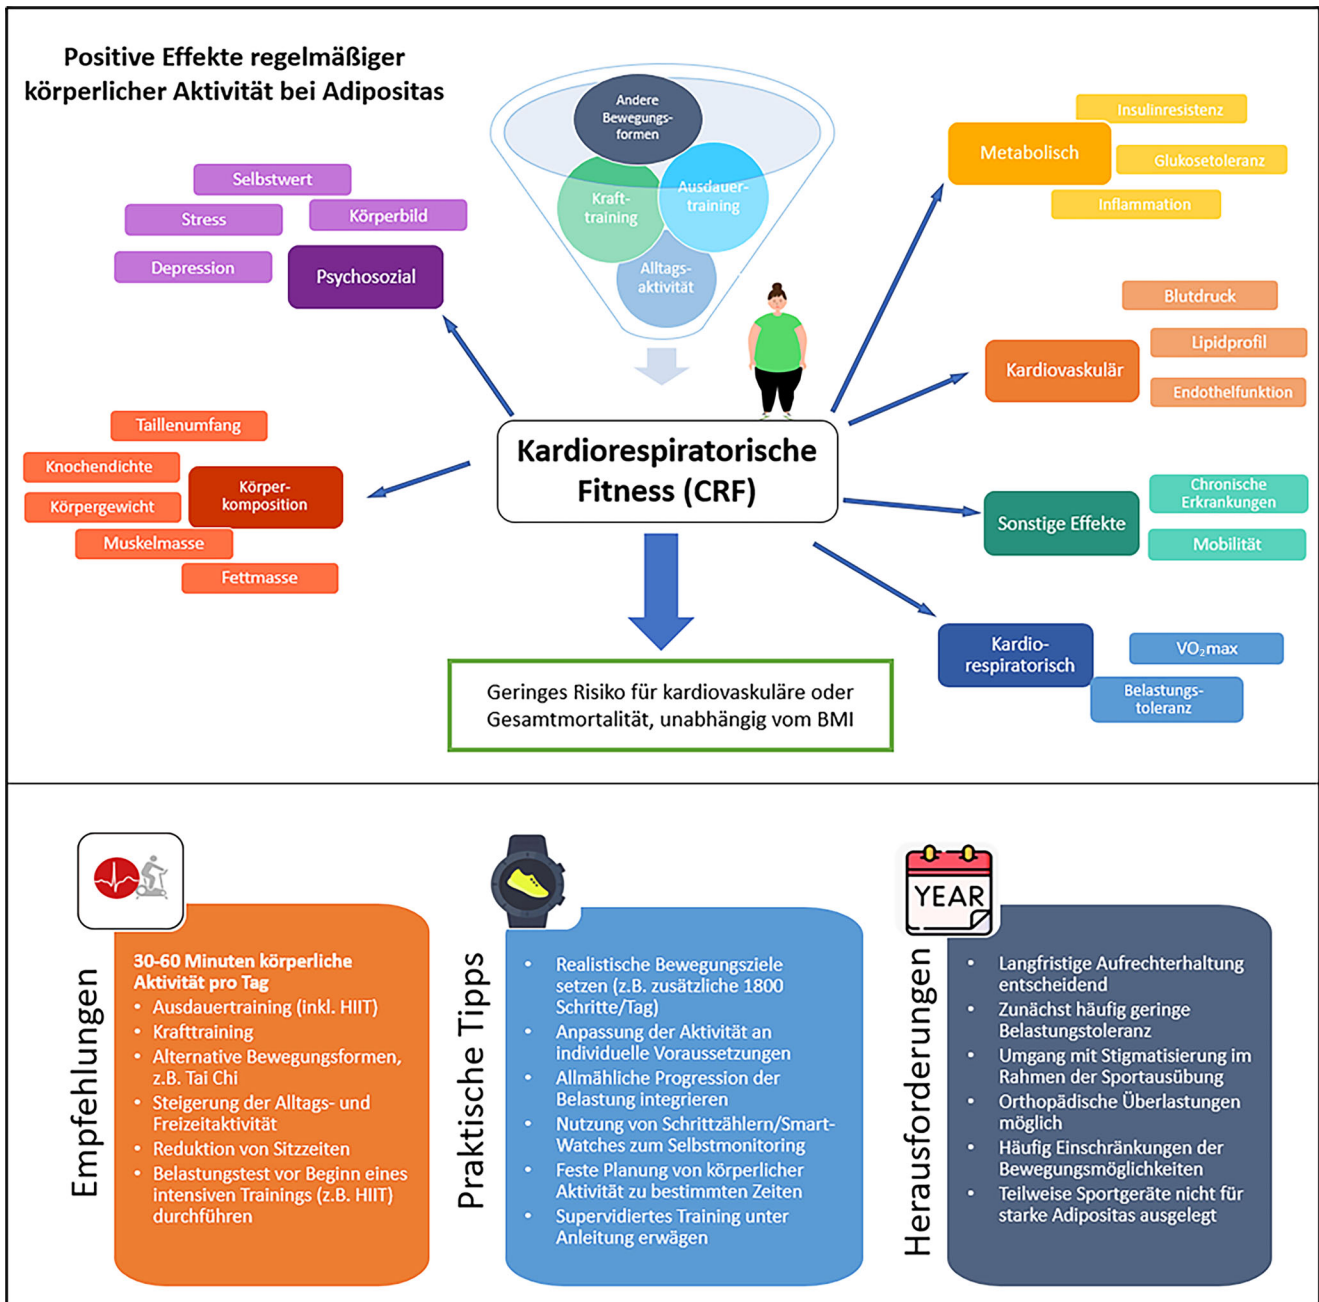 Positive Effekte regelmäßiger
körperlicher Aktivität bei Adipositas
Andere
Bewegungs-
formen
Kraft-
training
Ausdauer-
training
Alltags-
aktivität
Selbstwert
Stress
Körperbild
Depression
Psychosozial
Taillenumfang
Knochendichte
Körpergewicht
Körper-
komposition
Muskelmasse
Fettmasse
Insulinresistenz
Metabolisch
Glukosetoleranz
Inflammation
Blutdruck
Kardiovaskulär
Lipidprofil
Endothelfunktion
Sonstige Effekte
Chronische
Erkrankungen
Mobilität
Kardio-
respiratorisch
VO₂max
Belastungs-
toleranz
Kardiorespiratorische
Fitness (CRF)
Geringes Risiko für kardiovaskuläre oder
Gesamtmortalität, unabhängig vom BMI
Empfehlungen
30-60 Minuten körperliche
Aktivität pro Tag
• Ausdauertraining (inkl. HIIT)
• Krafttraining
• Alternative Bewegungsformen,
z.B. Tai Chi
• Steigerung der Alltags- und
Freizeitaktivität
• Reduktion von Sitzzeiten
• Belastungstest vor Beginn eines
intensiven Trainings (z.B. HIIT)
durchführen
Praktische Tipps
• Realistische Bewegungsziele
setzen (z.B. zusätzliche 1800
Schritte/Tag)
• Anpassung der Aktivität an
individuelle Voraussetzungen
• Allmähliche Progression der
Belastung integrieren
• Nutzung von Schrittzählern/Smart-
Watches zum Selbstmonitoring
• Feste Planung von körperlicher
Aktivität zu bestimmten Zeiten
• Supervidiertes Training unter
Anleitung erwägen
YEAR
Herausforderungen
• Langfristige Aufrechterhaltung
entscheidend
• Zunächst häufig geringe
Belastungstoleranz
• Umgang mit Stigmatisierung im
Rahmen der Sportausübung
• Orthopädische Überlastungen
möglich
• Häufig Einschränkungen der
Bewegungsmöglichkeiten
• Teilweise Sportgeräte nicht für
starke Adipositas ausgelegt